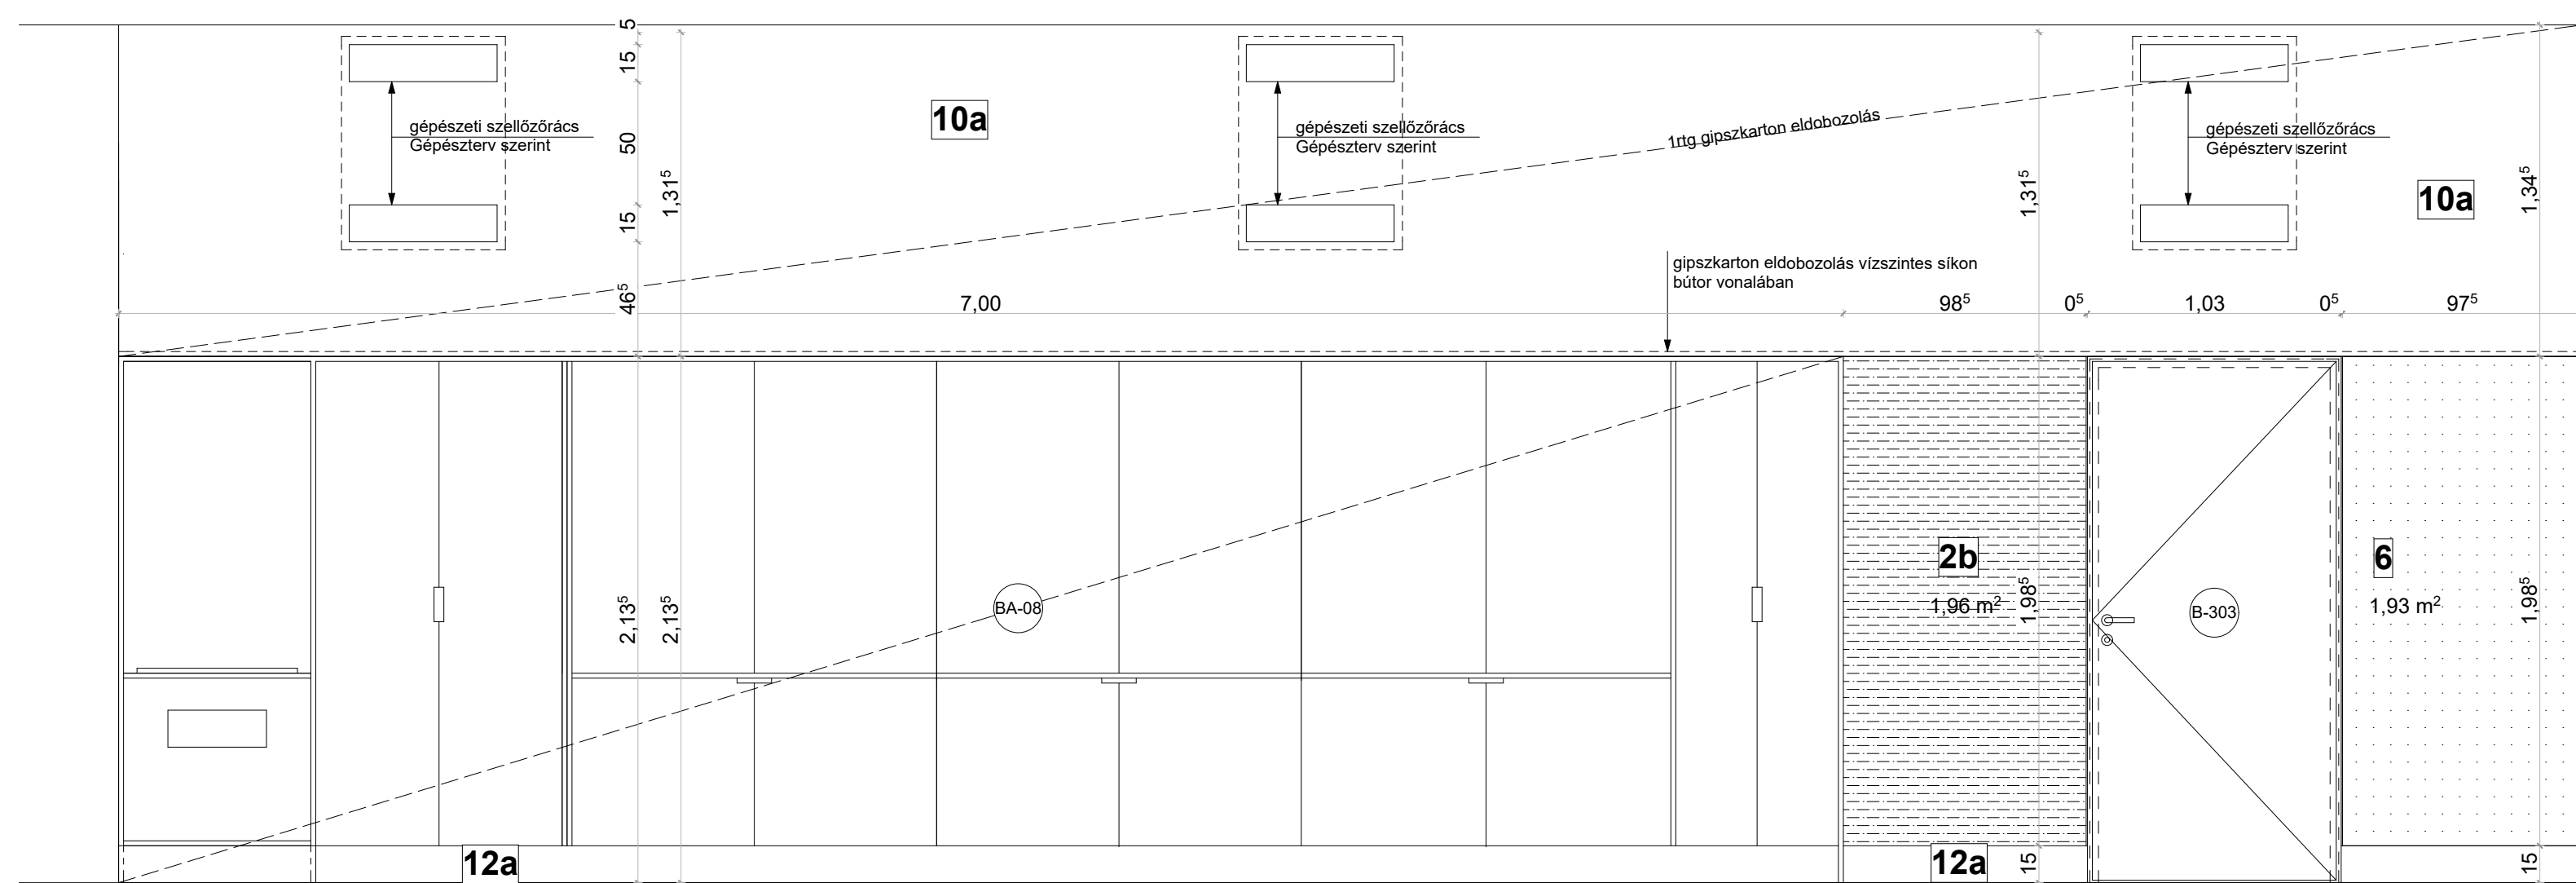 5
15
50
15
46⁵
1,31⁵
10a
gépészeti szellőzőrács
Gépészterv szerint
gépészeti szellőzőrács
Gépészterv szerint
1rtg gipszkarton eldobozolás
gépészeti szellőzőrács
Gépészterv szerint
1,31⁵
10a
1,34⁵
gipszkarton eldobozolás vízszintes síkon
bútor vonalában
7,00
98⁵
0⁵
1,03
0⁵
97⁵
2,13⁵
2,13⁵
BA-08
2b
1,96 m²
1,98⁵
B-303
6
1,93 m²
1,98⁵
12a
12a
15
15